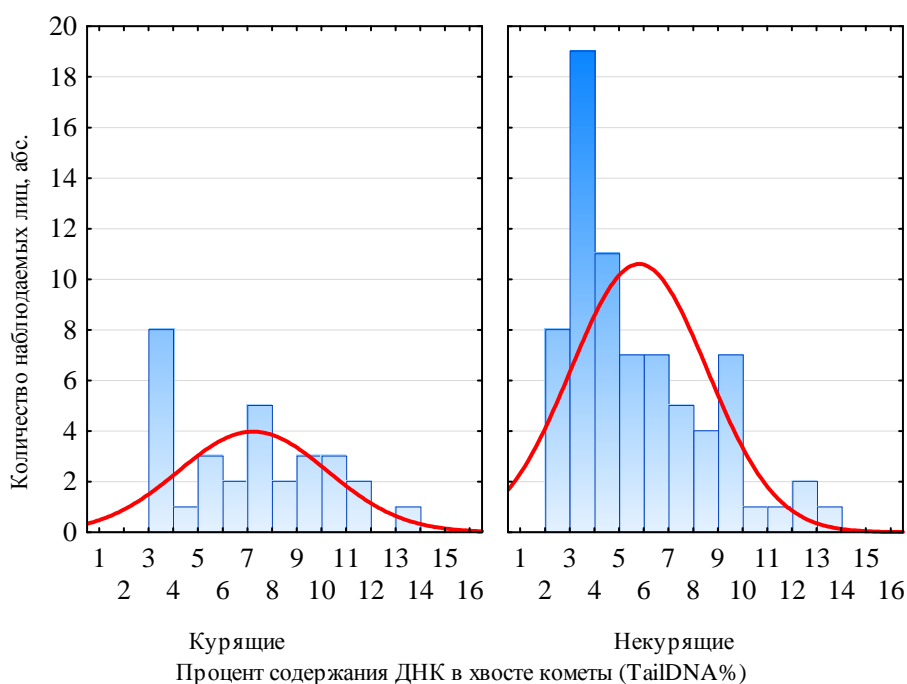 Колличество наблюдаемых лиц, абс.
20
18
16
14
12
10
8
6
4
2
0
1 3 5 7 9 11 13 15
2 4 6 8 10 12 14 16
1 3 5 7 9 11 13 15
2 4 6 8 10 12 14 16
Курящие Некурящие
Процент содержания ДНК в хвосте кометы (TailDNA%)